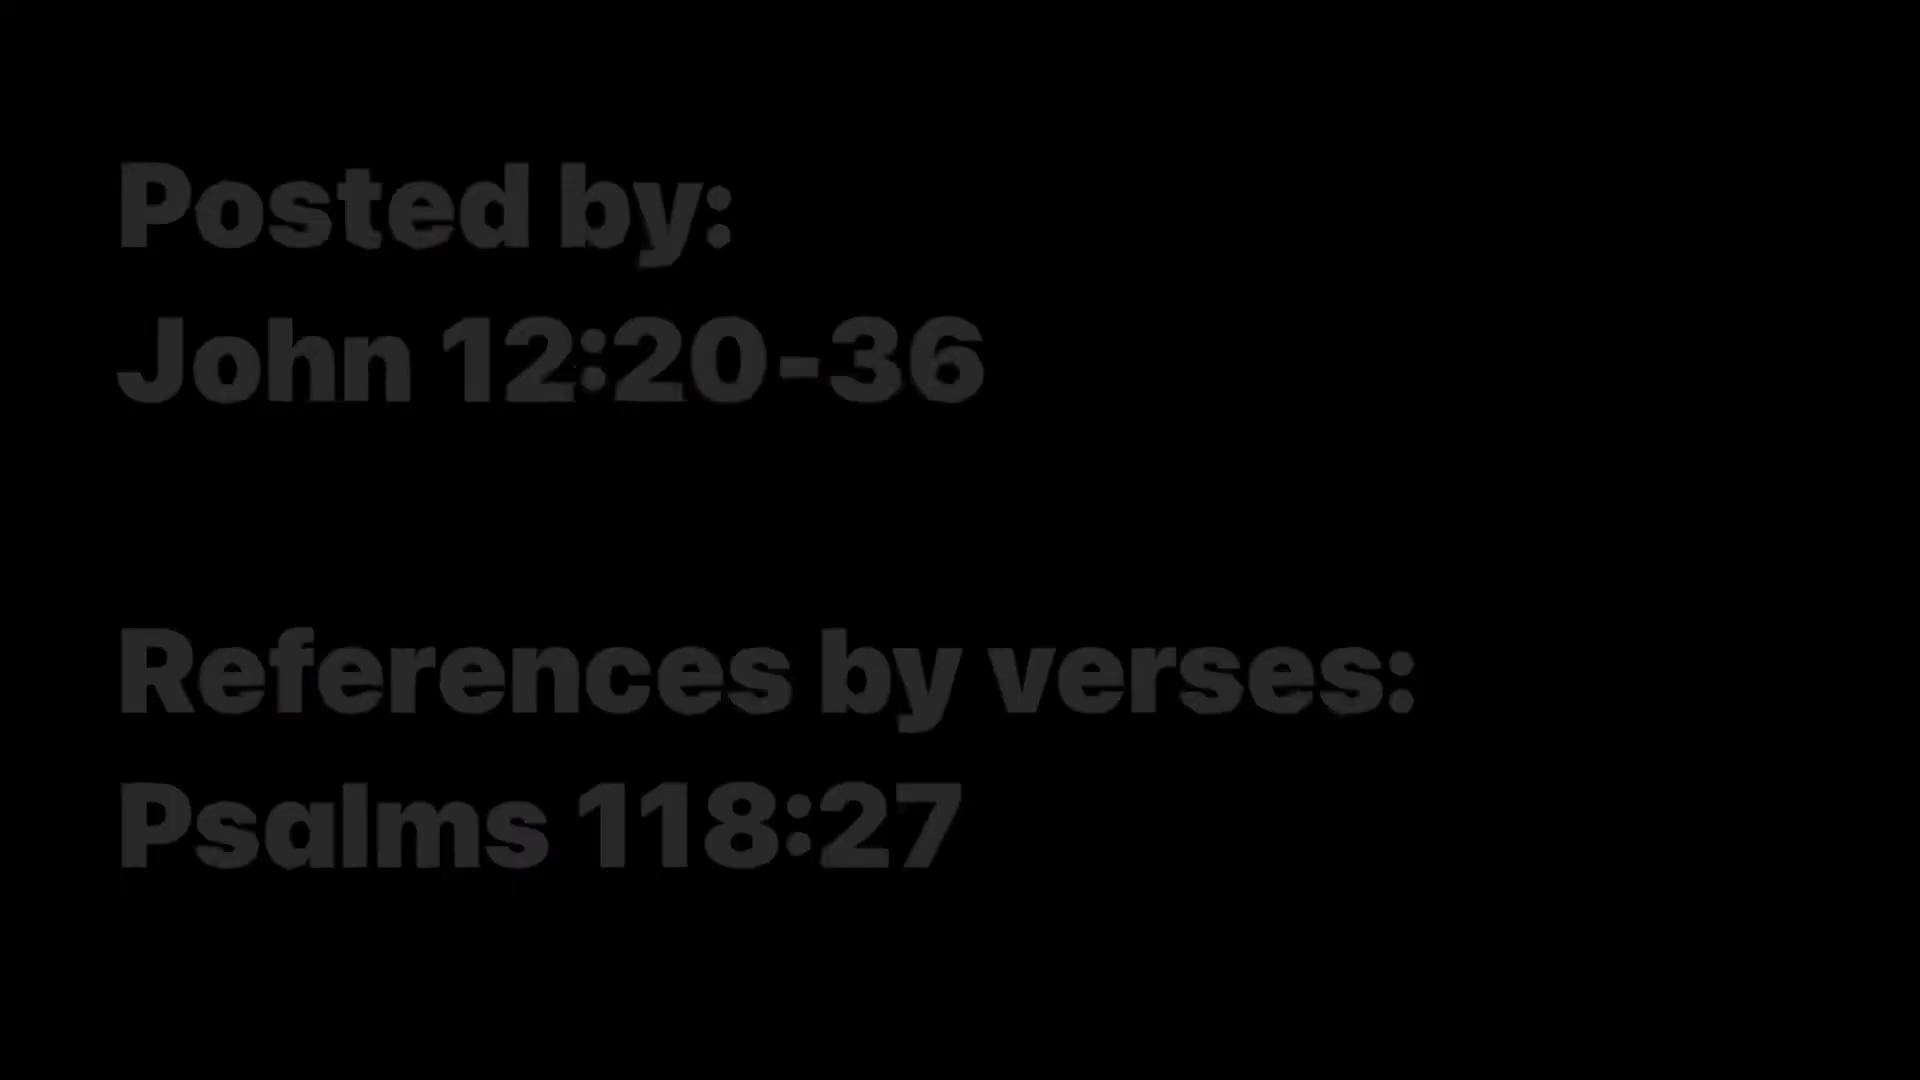 Posted by:
John 12:20-36
References by verses:
Psalms 118:27